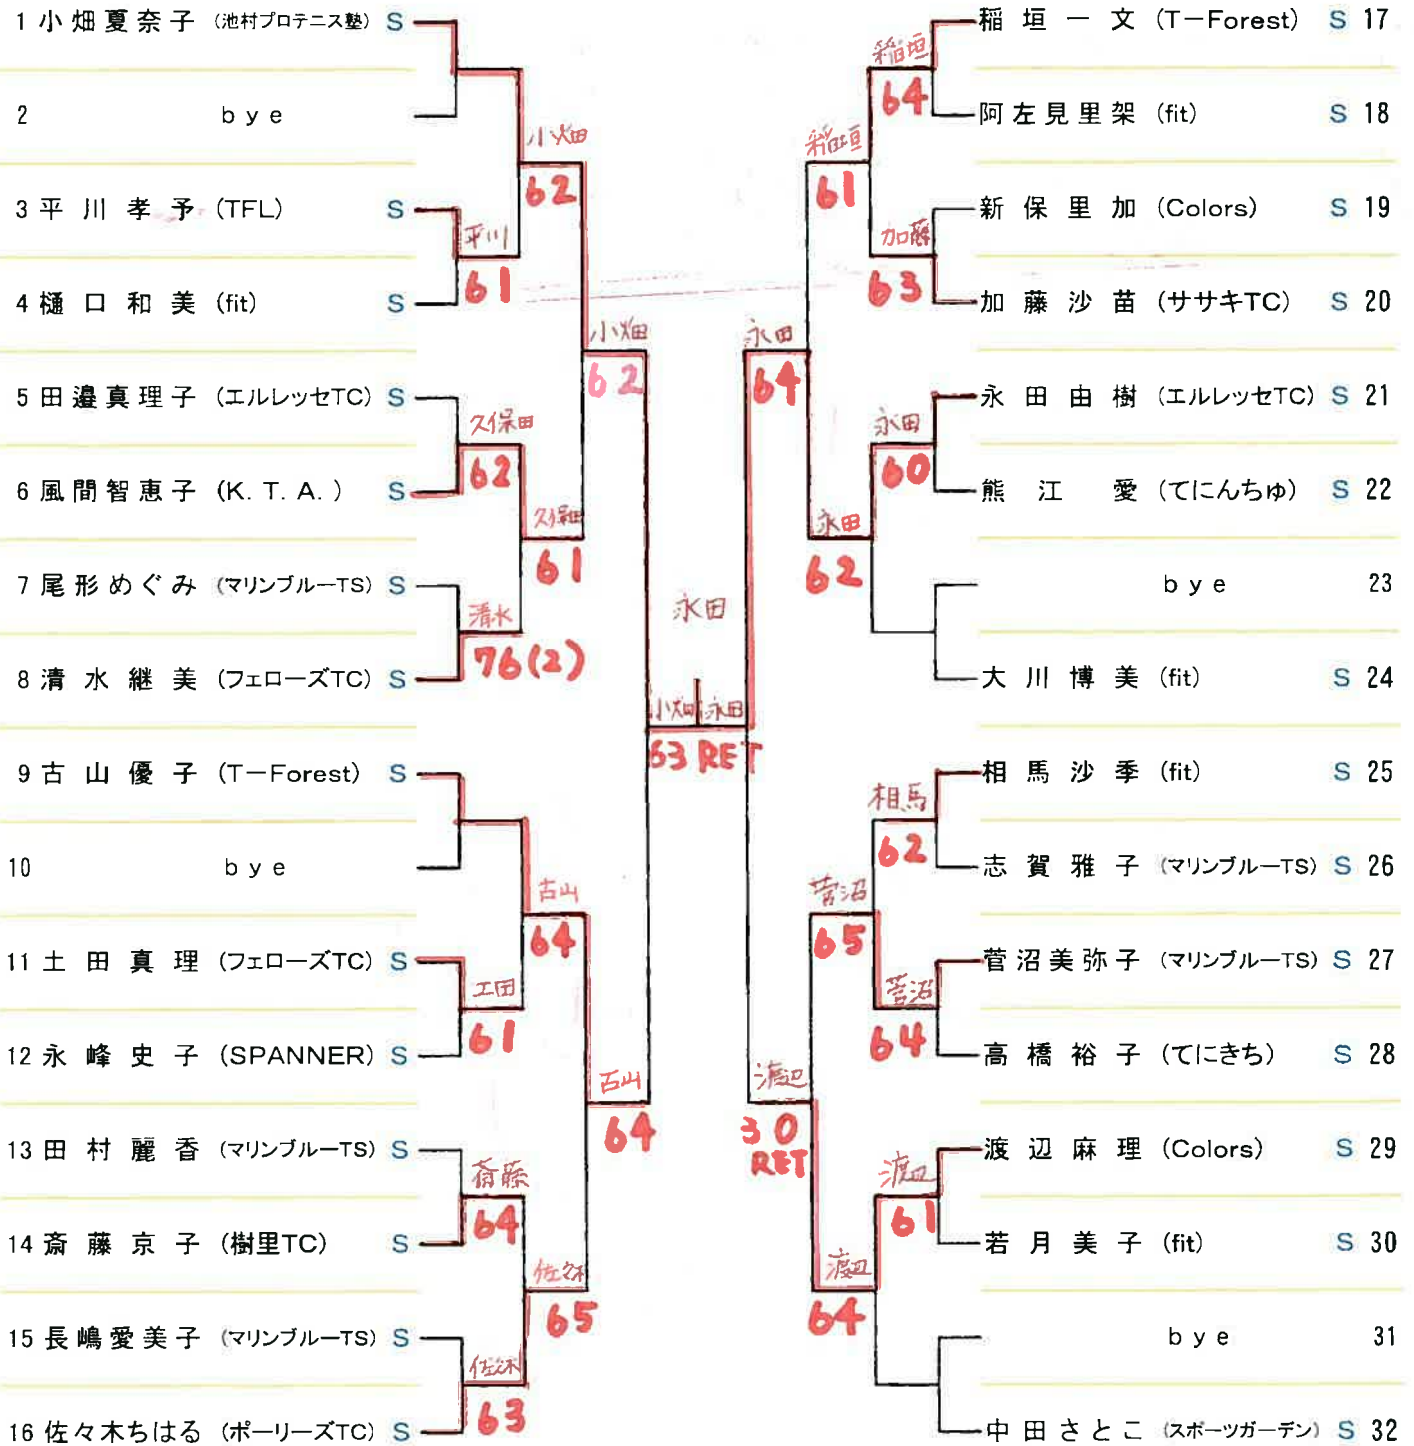 1 小畑夏奈子 (池村プロテニス塾) S
2 bye
3 平川孝予 (TFL) S
4 樋口和美 (fit) S
5 田邉真理子 (エルレッセTC) S
6 風間智恵子 (K.T.A.) S
7 尾形めぐみ (マリンブルーTS) S
8 清水継美 (フェローズTC) S
9 古山優子 (T-Forest) S
10 bye
11 土田真理 (フェローズTC) S
12 永峰史子 (SPANNER) S
13 田村麗香 (マリンブルーTS) S
14 斎藤京子 (樹里TC) S
15 長嶋愛美子 (マリンブルーTS) S
16 佐々木ちはる (ポーリーズTC) S
平川
61
久保田
62
清水
76(2)
土田
61
斎藤
64
佐々木
63
小畑
62
久保田
61
古山
64
佐々木
65
小畑
62
古山
64
永田
小畑 永田
63 RET
永田
64
渡辺
30
RET
稲垣
61
永田
62
菅沼
65
渡辺
64
稲垣
64
加藤
63
永田
60
相馬
62
菅沼
64
渡辺
61
稲垣一文 (T-Forest) S 17
阿左見里架 (fit) S 18
新保里加 (Colors) S 19
加藤沙苗 (ササキTC) S 20
永田由樹 (エルレッセTC) S 21
熊江愛 (てにんちゅ) S 22
bye 23
大川博美 (fit) S 24
相馬沙季 (fit) S 25
志賀雅子 (マリンブルーTS) S 26
菅沼美弥子 (マリンブルーTS) S 27
高橋裕子 (てにきち) S 28
渡辺麻理 (Colors) S 29
若月美子 (fit) S 30
bye 31
中田さとこ (スポーツガーデン) S 32